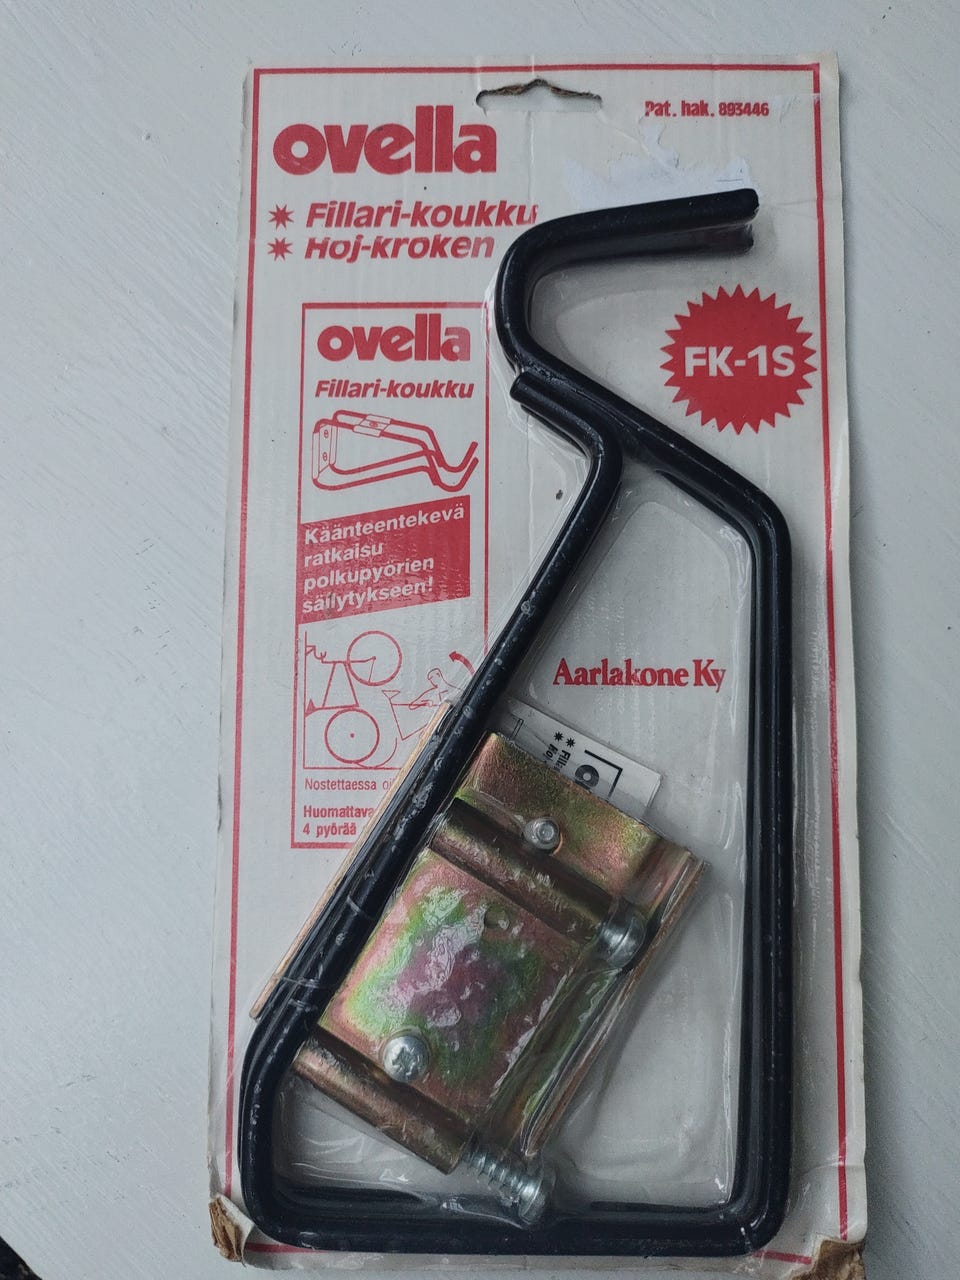 Pat. hak. 893446
ovella
Fillari-koukku
Hoj-kroken
FK-1S
ovella
Fillari-koukku
Käänteentekevä
ratkaisu
polkupyörien
säilytykseen!
Aarlakone Ky
Nostettaessa
4 pyörää